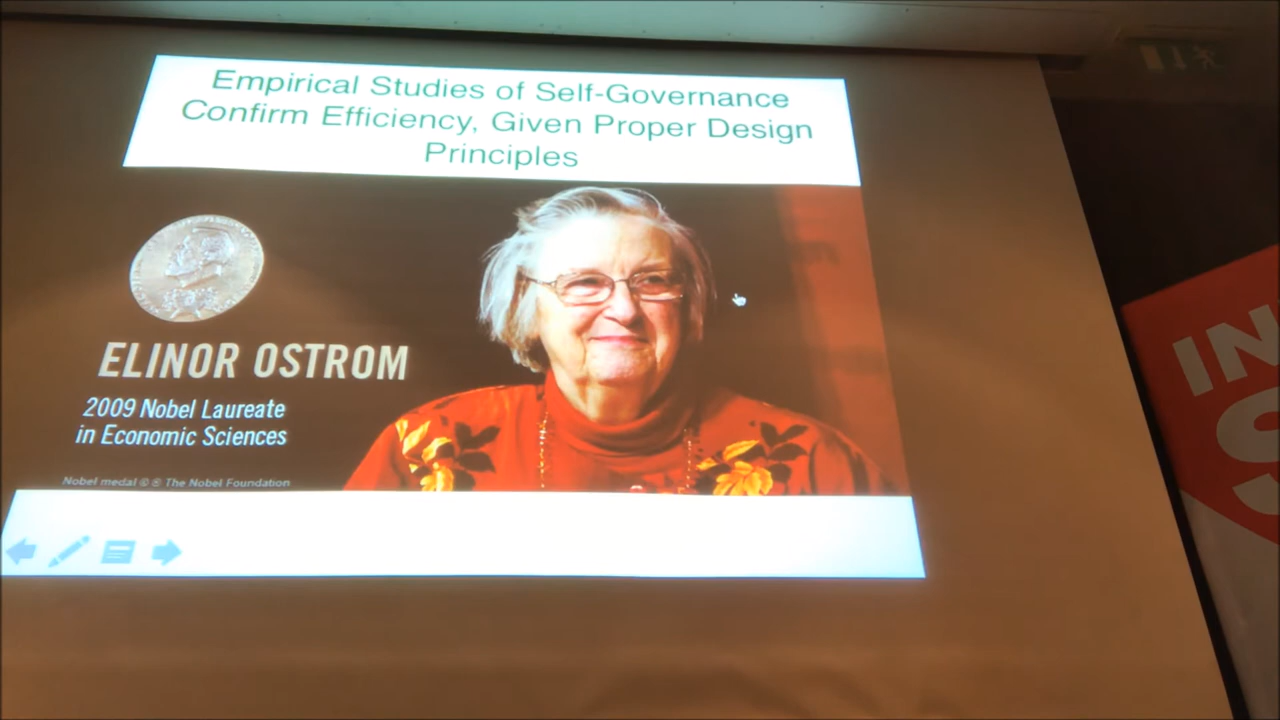 Empirical Studies of Self-Governance
Confirm Efficiency, Given Proper Design
Principles
ELINOR OSTROM
2009 Nobel Laureate
in Economic Sciences
Nobel medal © ® The Nobel Foundation
IN
S